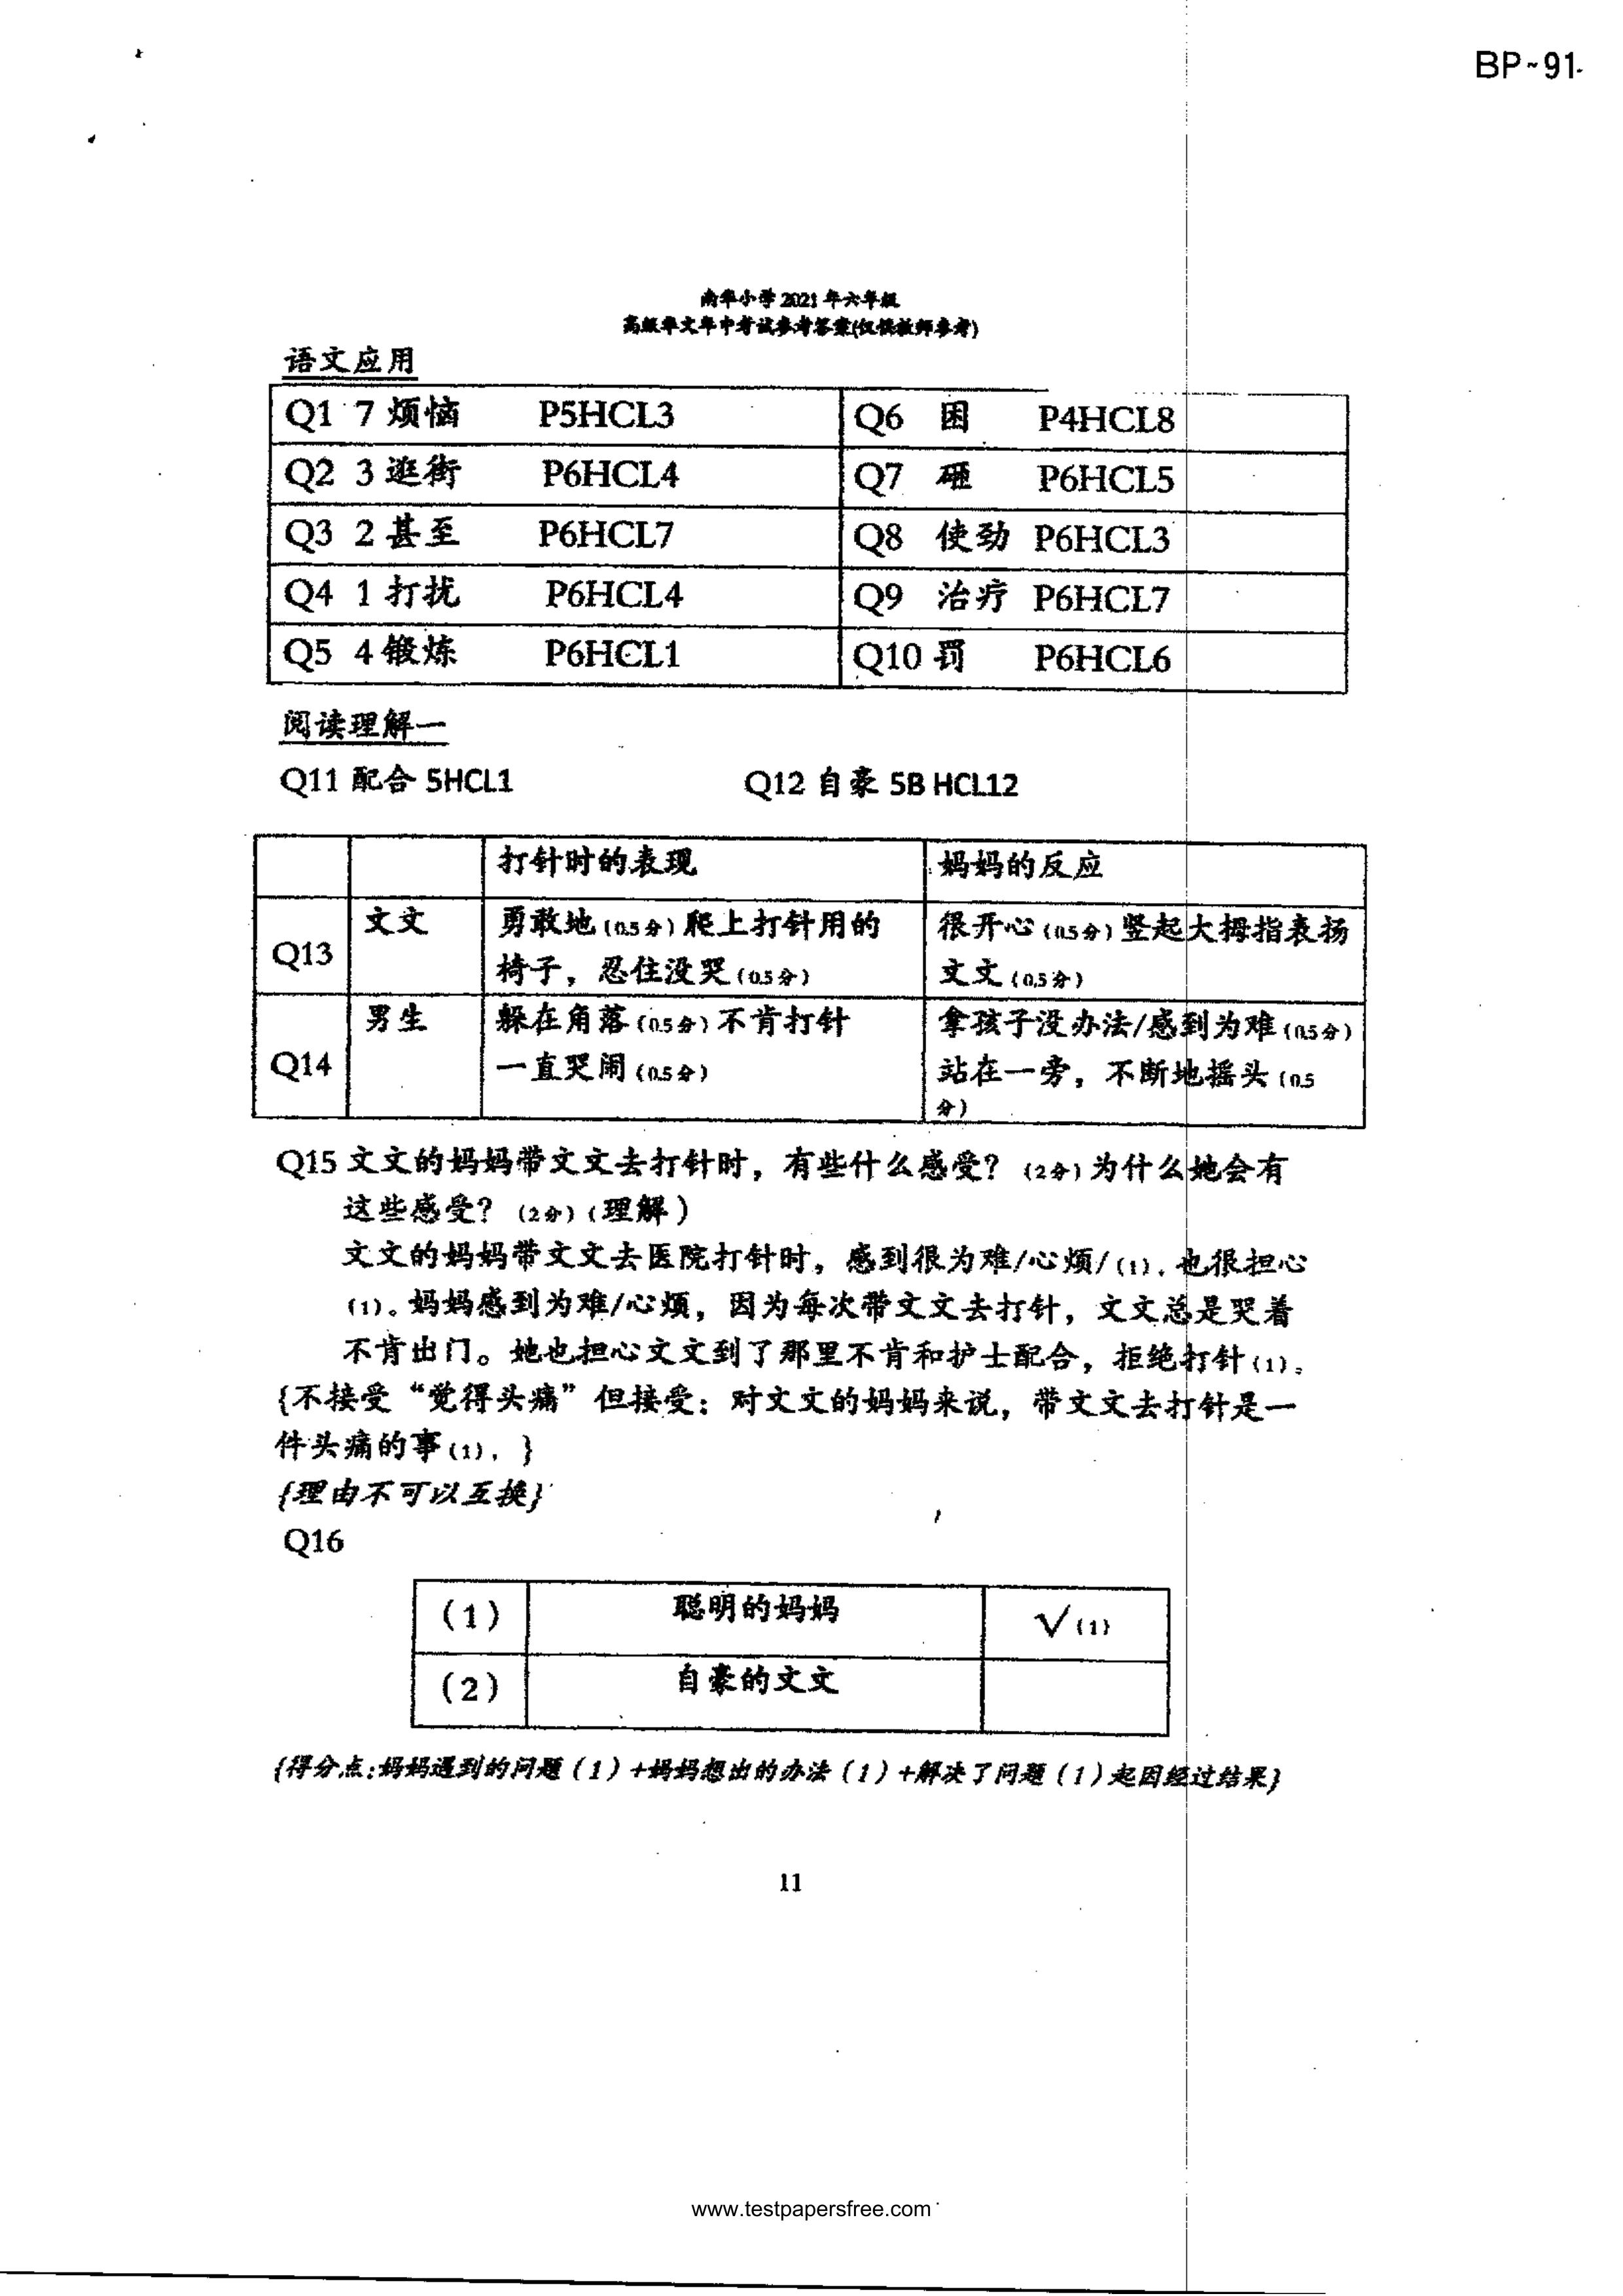 BP-91
南华小学 2021 年六年级
高级华文年中考试参考答案(仅供教师参考)
语文应用
Q1 7 烦恼 P5HCL3 Q6 困 P4HCL8
Q2 3 逛街 P6HCL4 Q7 砸 P6HCL5
Q3 2 甚至 P6HCL7 Q8 使劲 P6HCL3
Q4 1 打扰 P6HCL4 Q9 治疗 P6HCL7
Q5 4 锻炼 P6HCL1 Q10 罚 P6HCL6
阅读理解一
Q11 配合 5HCL1 Q12 自豪 5B HCL12
打针时的表现 妈妈的反应
Q13 文文 勇敢地(0.5分)爬上打针用的 很开心(0.5分)竖起大拇指表扬
椅子，忍住没哭(0.5分) 文文(0.5分)
Q14 男生 躲在角落(0.5分)不肯打针 拿孩子没办法/感到为难(0.5分)
一直哭闹(0.5分) 站在一旁，不断地摇头(0.5
分)
Q15 文文的妈妈带文文去打针时，有些什么感受？(2分)为什么她会有
这些感受？(2分)(理解)
文文的妈妈带文文去医院打针时，感到很为难/心烦/(1)，也很担心
(1)。妈妈感到为难/心烦，因为每次带文文去打针，文文总是哭着
不肯出门。她也担心文文到了那里不肯和护士配合，拒绝打针(1)。
{不接受“觉得头痛”但接受：对文文的妈妈来说，带文文去打针是一
件头痛的事(1)，}
{理由不可以互换}
Q16
(1) 聪明的妈妈 √(1)
(2) 自豪的文文
{得分点:妈妈遇到的问题(1)+妈妈想出的办法(1)+解决了问题(1)起因经过结果}
11
www.testpapersfree.com